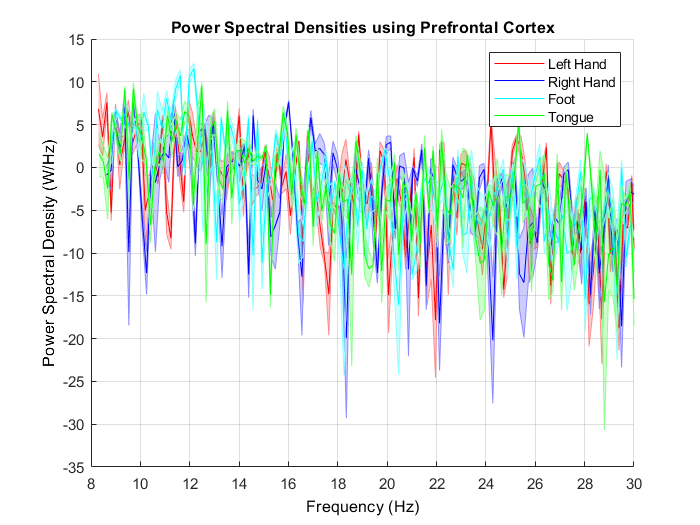 Power Spectral Densities using Prefrontal Cortex
15
10
5
0
-5
-10
-15
-20
-25
-30
-35
Power Spectral Density (W/Hz)
Left Hand
Right Hand
Foot
Tongue
8 10 12 14 16 18 20 22 24 26 28 30
Frequency (Hz)